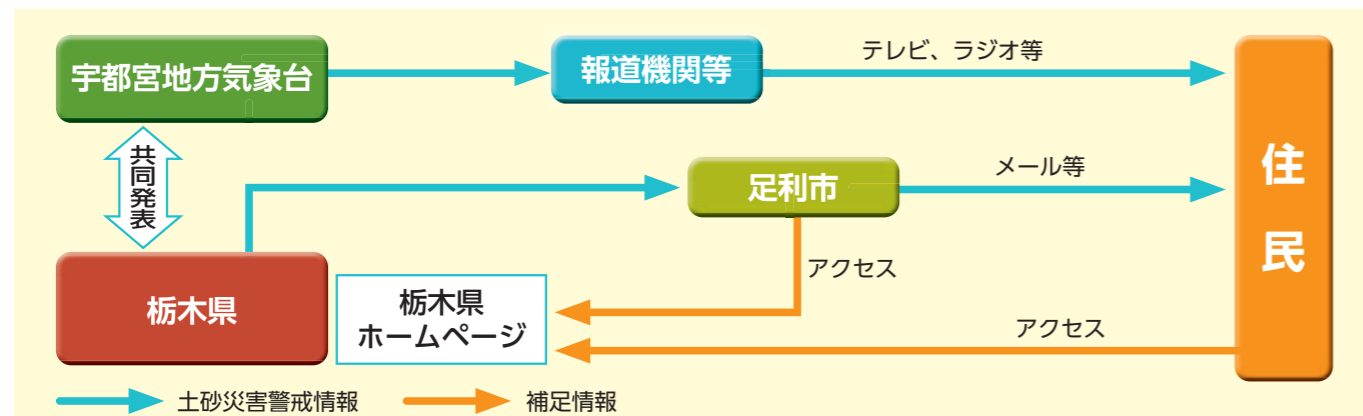 宇都宮地方気象台
報道機関等
テレビ、ラジオ等
共同発表
足利市
メール等
住民
アクセス
栃木県
栃木県
ホームページ
アクセス
土砂災害警戒情報
補足情報